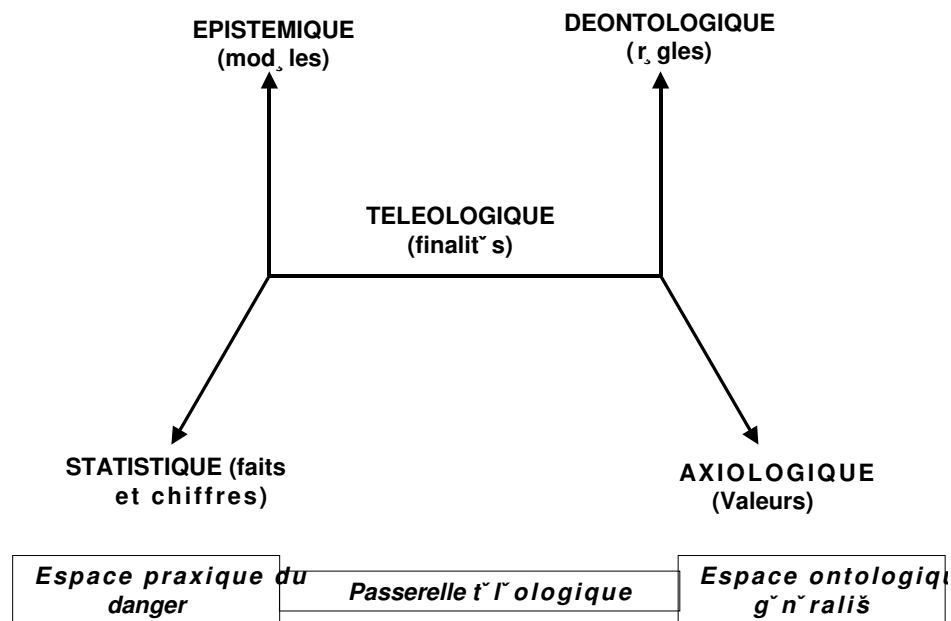 EPISTEMIQUE
(mod¸ les)
DEONTOLOGIQUE
(r¸ gles)
TELEOLOGIQUE
(finalitˇ s)
STATISTIQUE (faits
et chiffres)
AXIOLOGIQUE
(Valeurs)
Espace praxique du
danger
Passerelle tˇ lˇ ologique
Espace ontologiqu
gˇ nˇ rališ